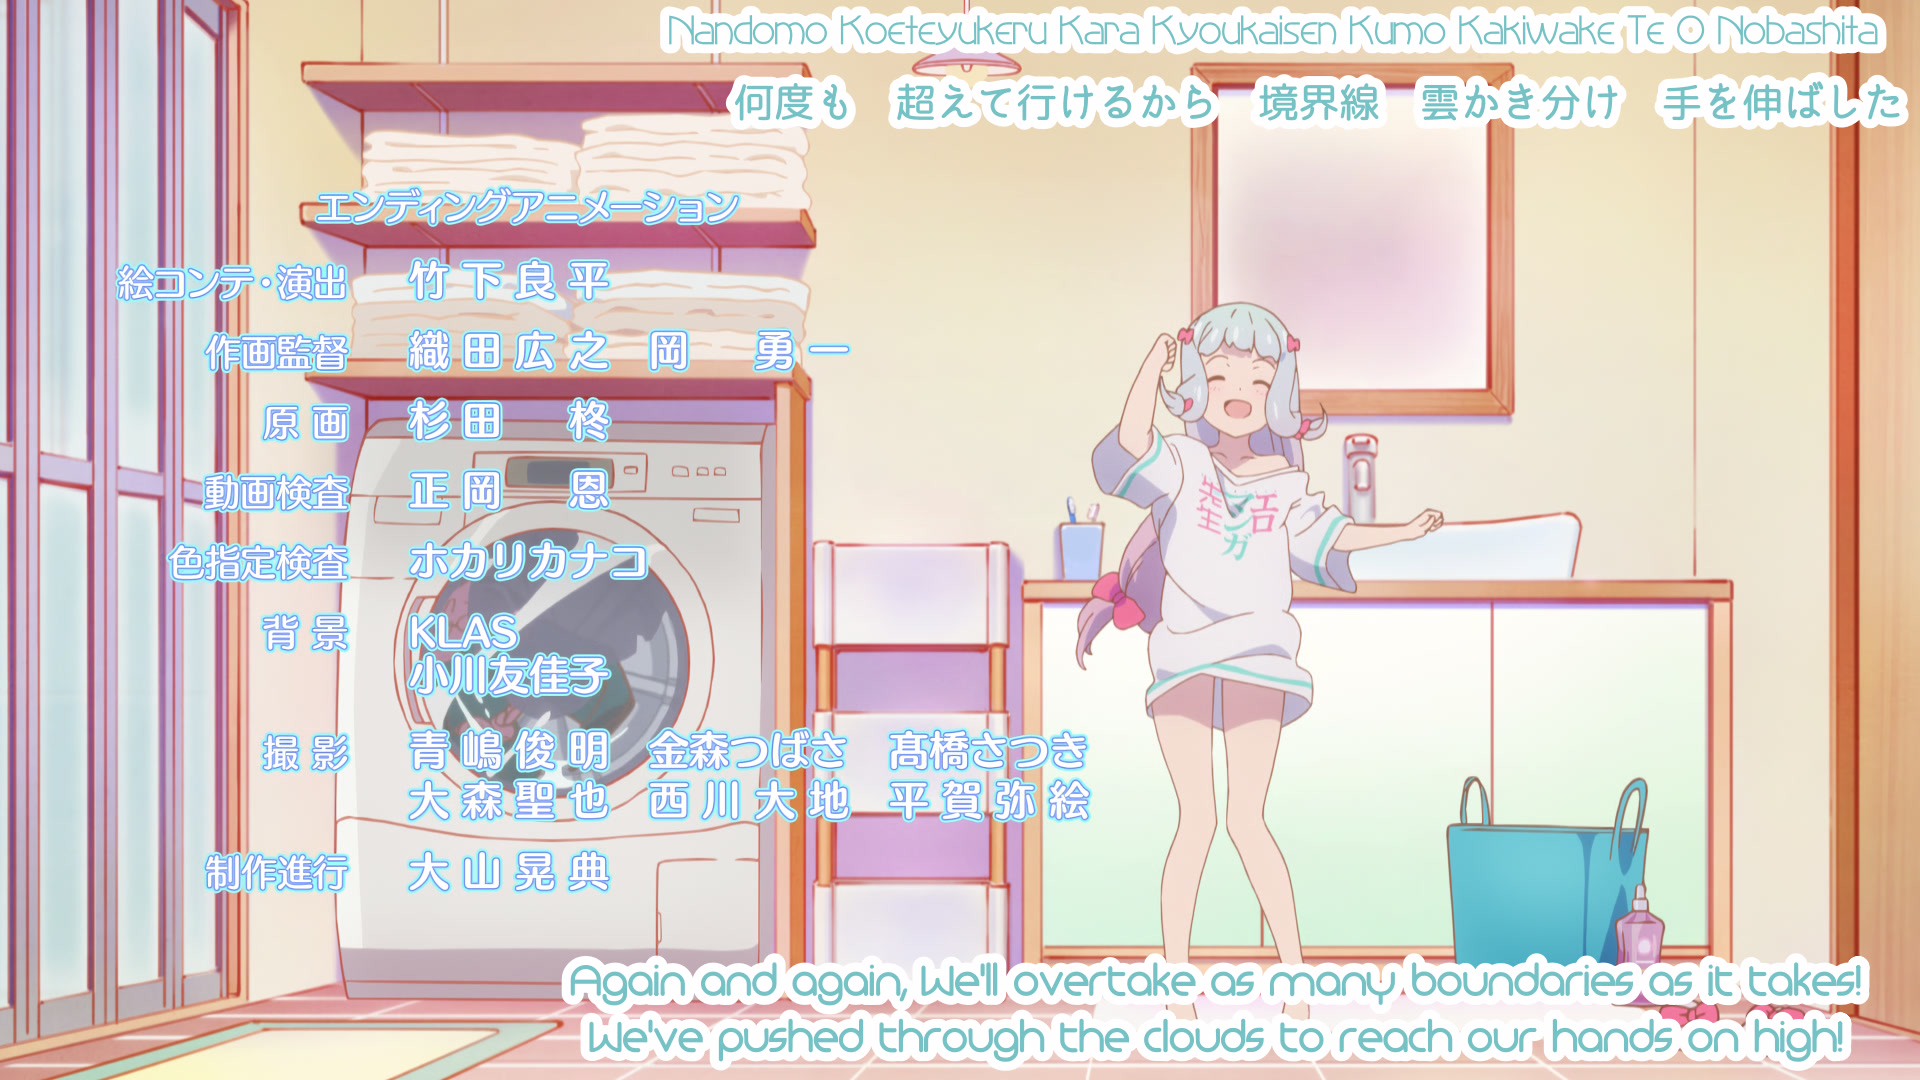 Nandomo Koeteyukeru Kara Kyoukaisen Kumo Kakiwake Te O Nobashita
何度も　超えて行けるから　境界線　雲かき分け　手を伸ばした
エンディングアニメーション
絵コンテ・演出　竹下良平
作画監督　織田広之　岡　勇一
原画　杉田　柊
動画検査　正岡　恩
色指定検査　ホカリカナコ
背景　KLAS
小川友佳子
撮影　青嶋俊明　金森つばさ　髙橋さつき
大森聖也　西川大地　平賀弥絵
制作進行　大山晃典
エロ
マンガ
先生
Again and again, We'll overtake as many boundaries as it takes!
We've pushed through the clouds to reach our hands on high!